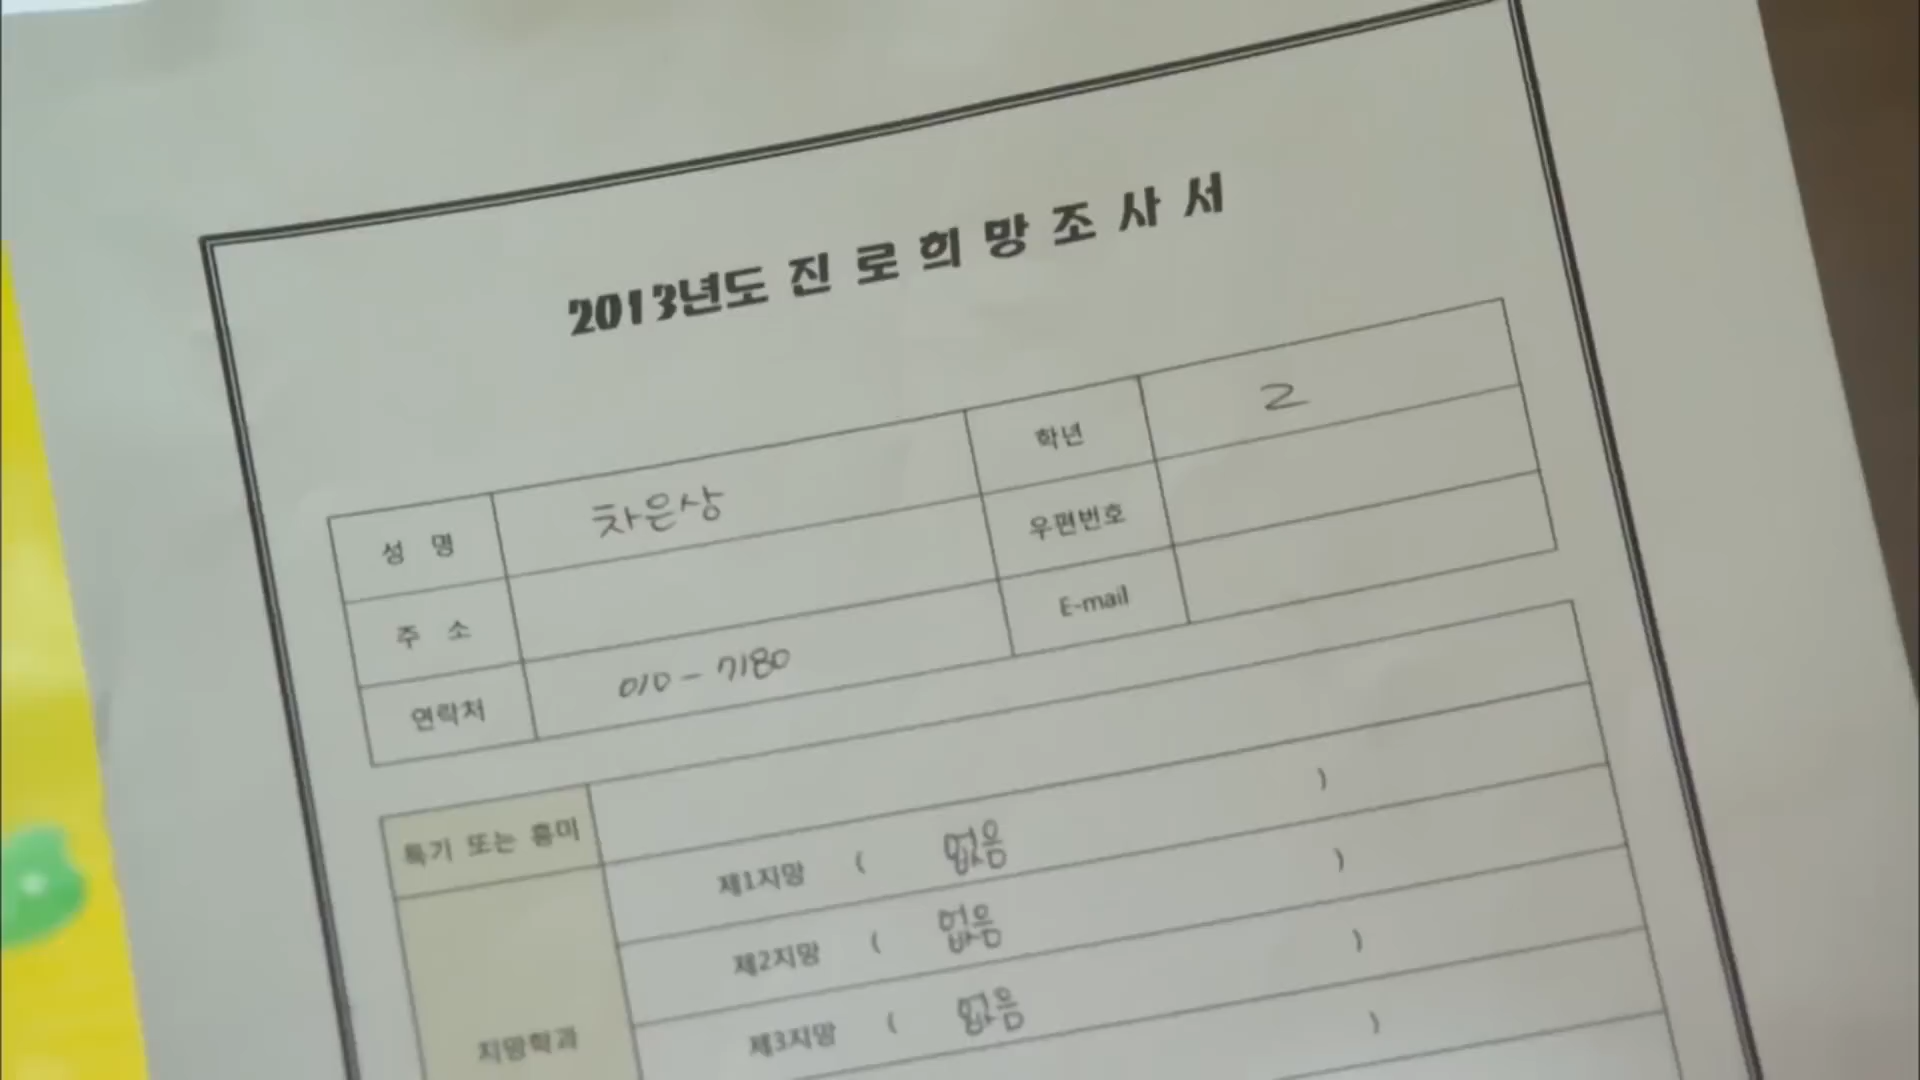 2013년도 진 로 희 망 조 사 서
성 명 차은상 학년 2
주 소 우편번호
연락처 010-7180 E-mail
특기 또는 흥미
제1지망 ( 없음 )
제2지망 ( 없음 )
제3지망 ( 없음 )
지망학과
)